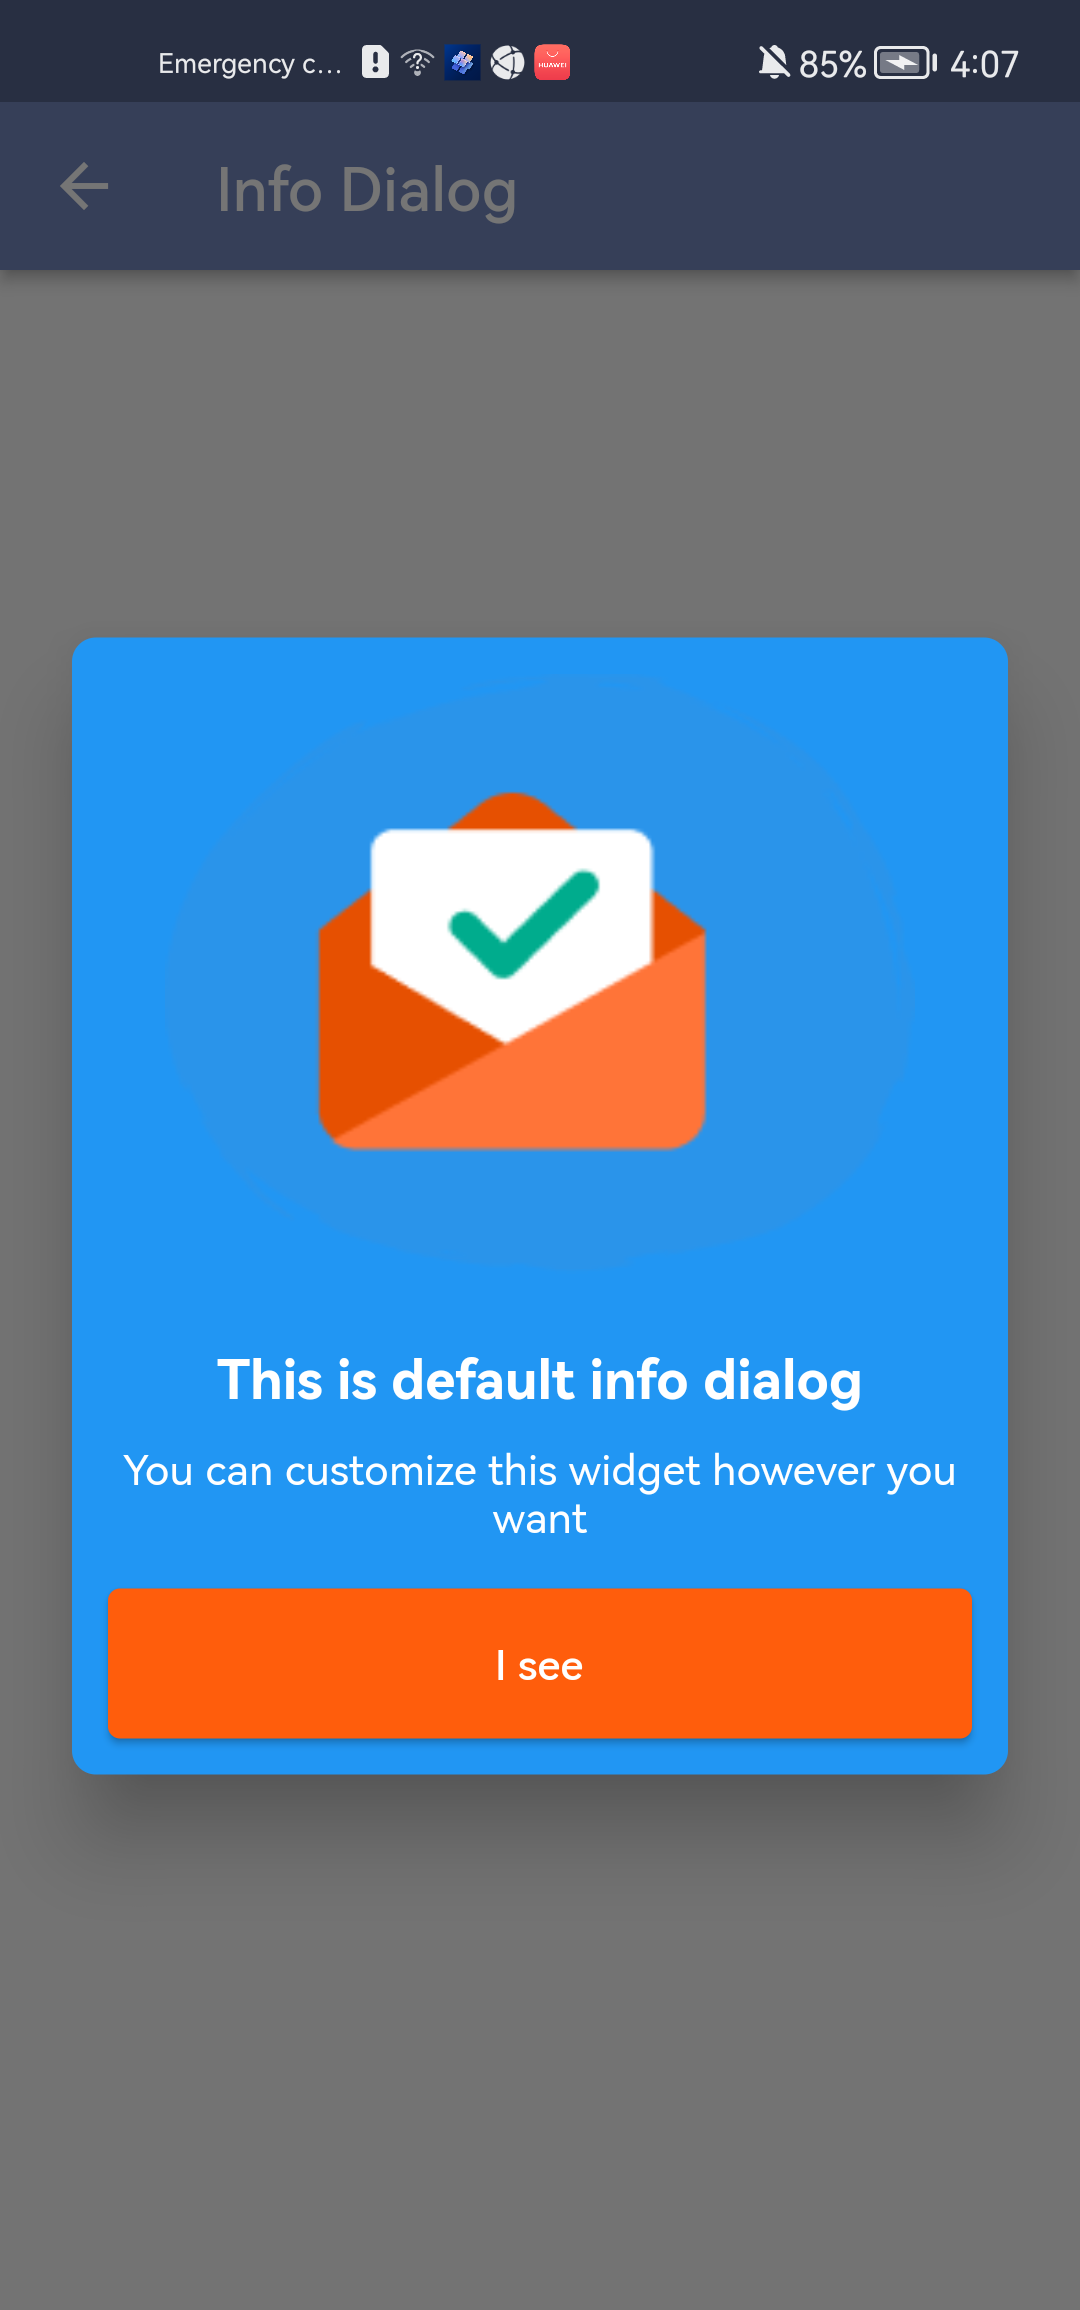 Emergency c... 85% 4:07
Info Dialog
This is default info dialog
You can customize this widget however you
want
I see